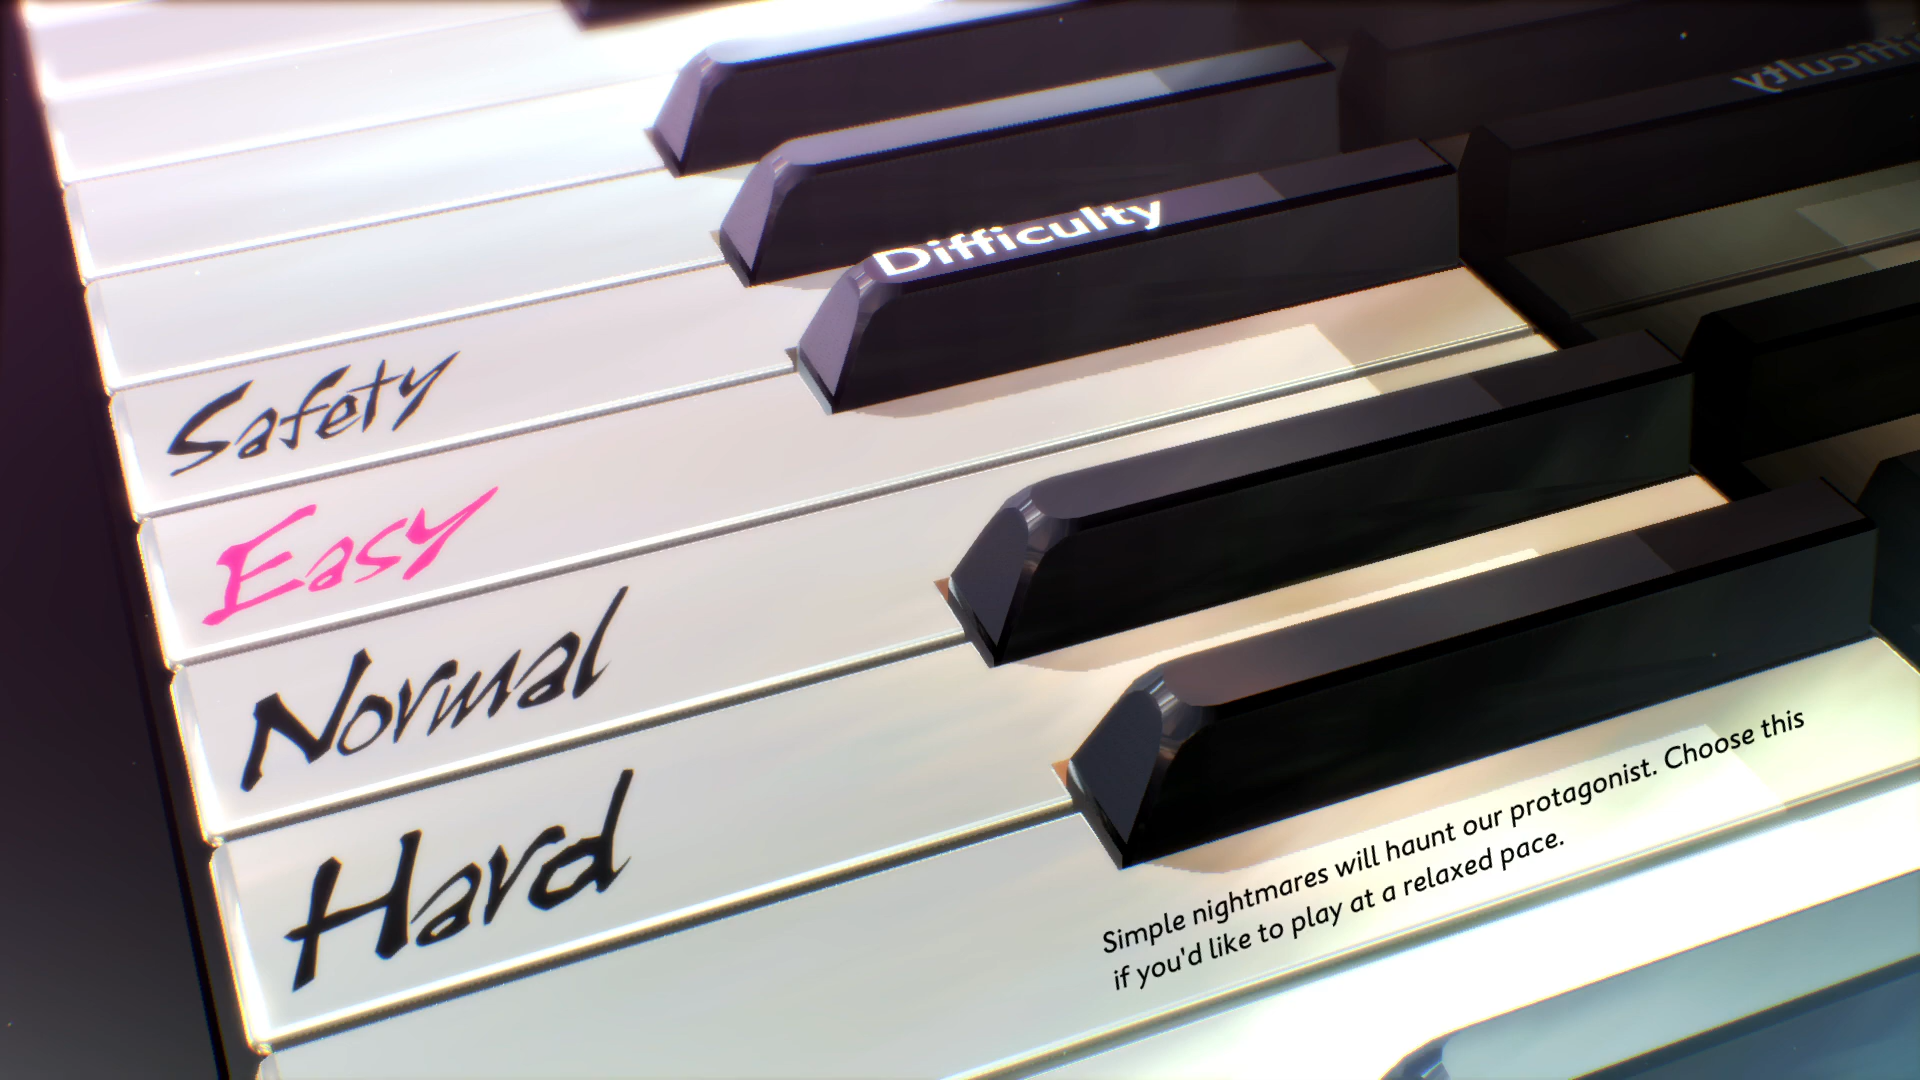 Difficulty
Safety
Easy
Normal
Hard
Simple nightmares will haunt our protagonist. Choose this
if you'd like to play at a relaxed pace.